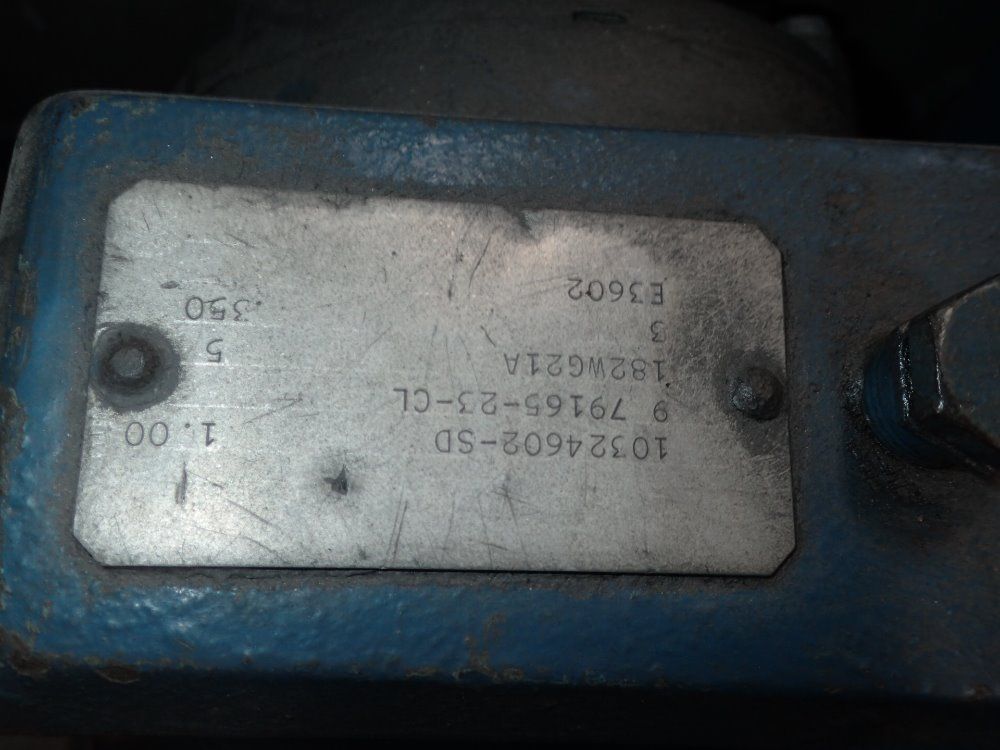 10324602-SD 1.00
9 79165-23-CL
182WG21A 5
3 .350
E3602